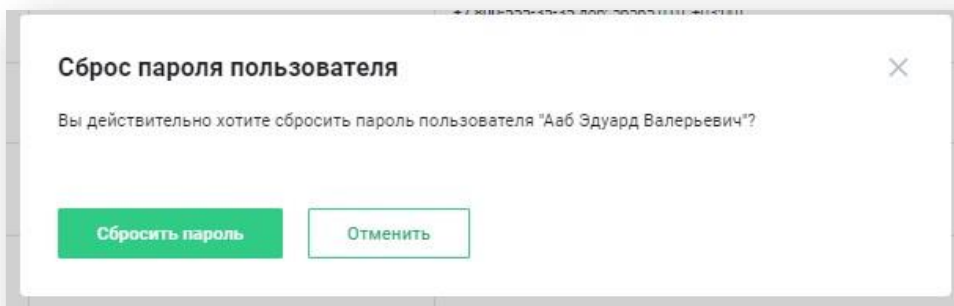 Сброс пароля пользователя
Вы действительно хотите сбросить пароль пользователя "Ааб Эдуард Валерьевич"?
Сбросить пароль
Отменить